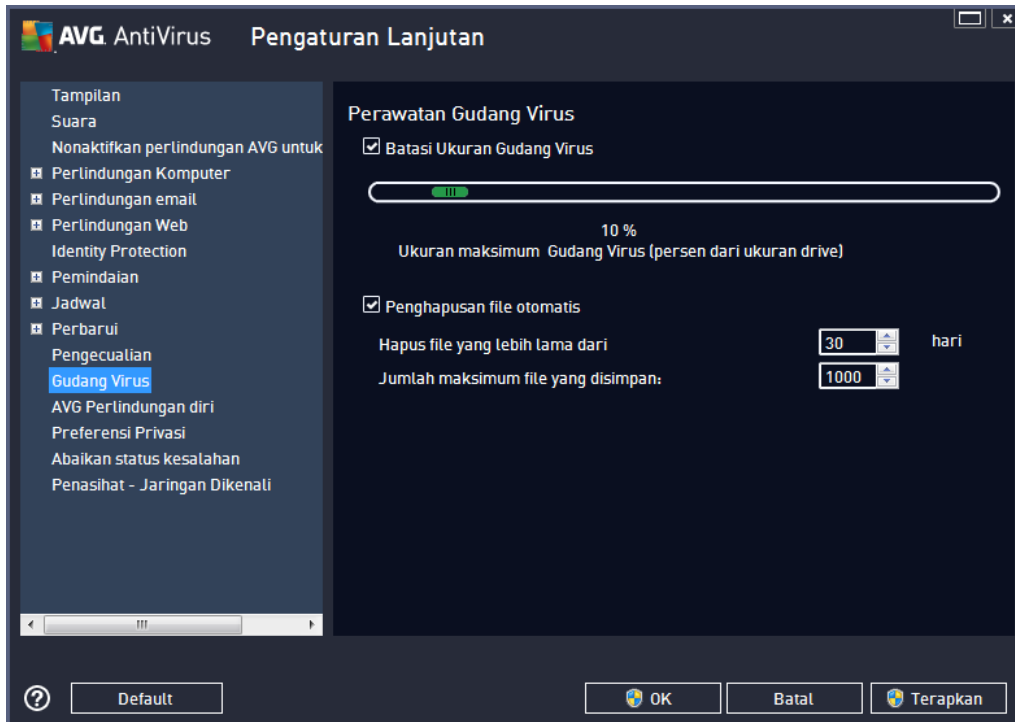 AVG. AntiVirus Pengaturan Lanjutan
Tampilan
Suara
Nonaktifkan perlindungan AVG untuk
Perlindungan Komputer
Perlindungan email
Perlindungan Web
Identity Protection
Pemindaian
Jadwal
Perbarui
Pengecualian
Gudang Virus
AVG Perlindungan diri
Preferensi Privasi
Abaikan status kesalahan
Penasihat - Jaringan Dikenali
Perawatan Gudang Virus
Batasi Ukuran Gudang Virus
10 %
Ukuran maksimum Gudang Virus (persen dari ukuran drive)
Penghapusan file otomatis
Hapus file yang lebih lama dari 30 hari
Jumlah maksimum file yang disimpan: 1000
Default OK Batal Terapkan